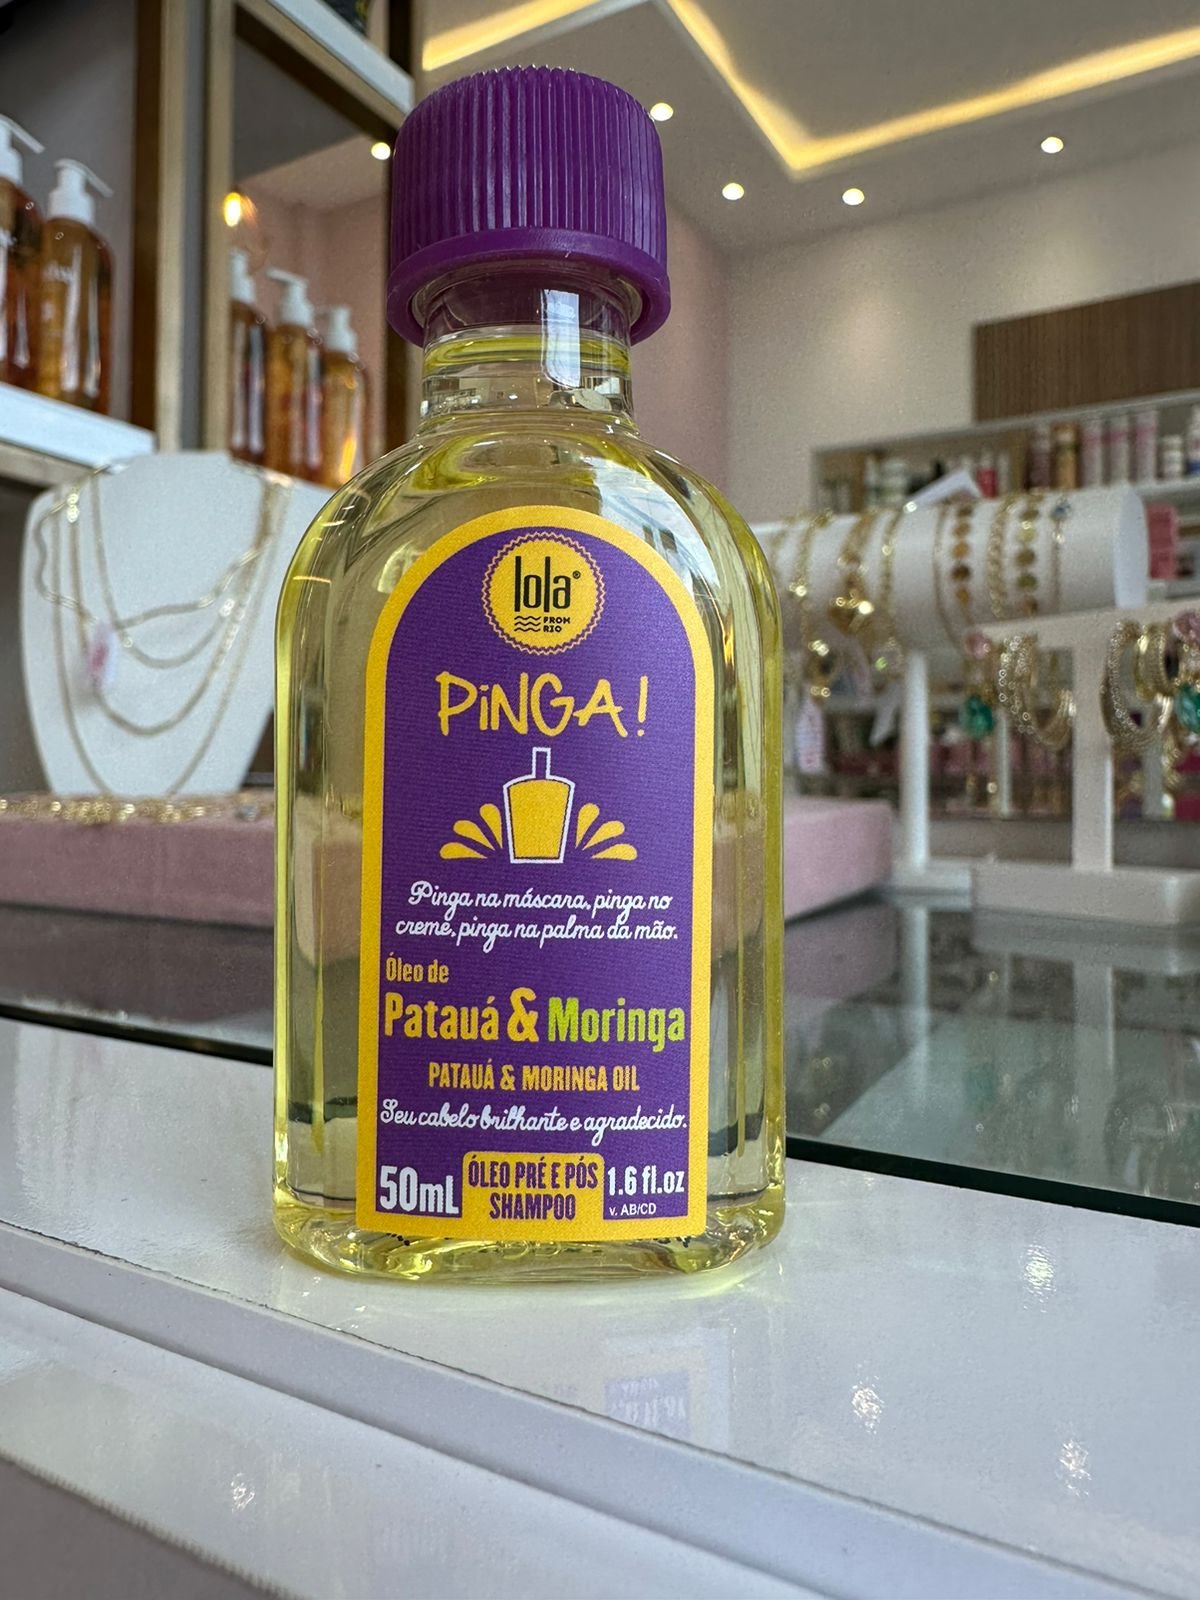 lola®
FROM
RIO
PiNGA!
Pinga na máscara, pinga no
creme, pinga na palma da mão.
Óleo de
Patauá & Moringa
PATAUÁ & MORINGA OIL
Seu cabelo brilhante e agradecido.
50mL
ÓLEO PRÉ E PÓS
SHAMPOO
1.6 fl.oz
v. AB/CD